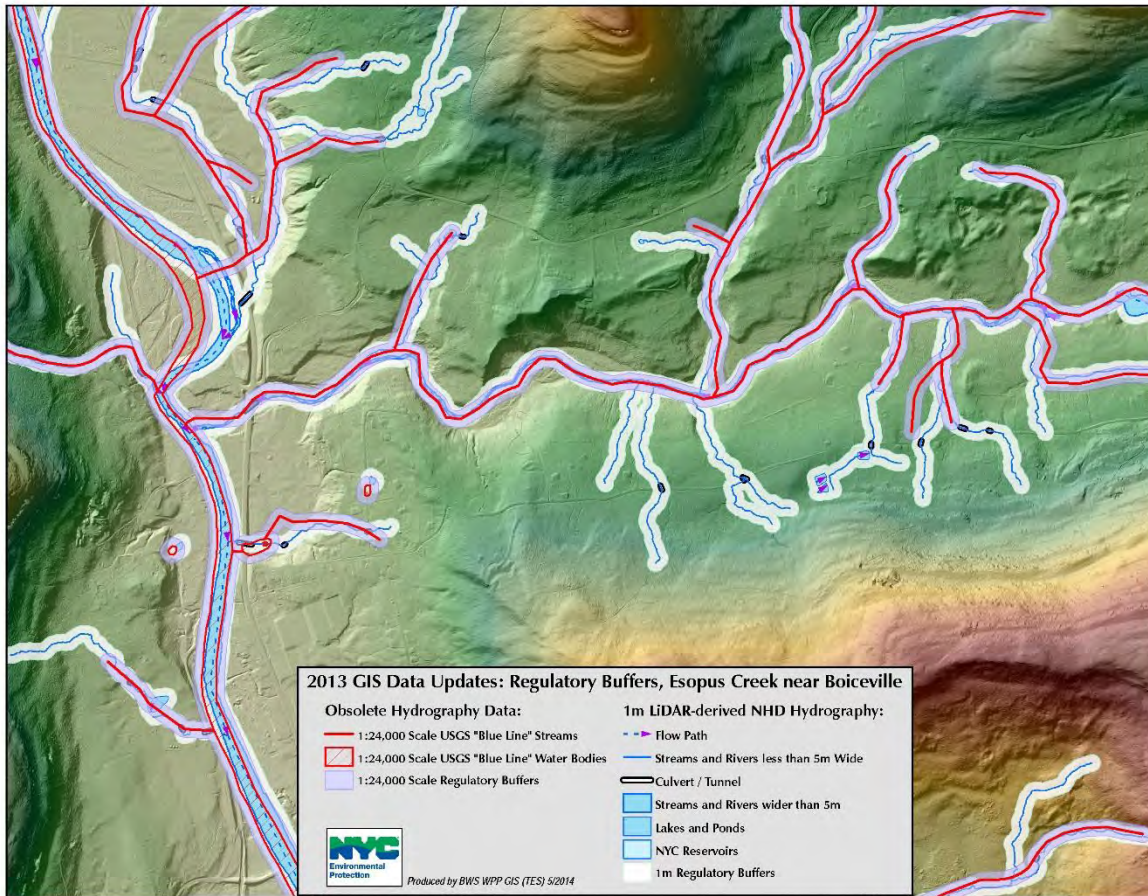 2013 GIS Data Updates: Regulatory Buffers, Esopus Creek near Boiceville
Obsolete Hydrography Data:
1:24,000 Scale USGS "Blue Line" Streams
1:24,000 Scale USGS "Blue Line" Water Bodies
1:24,000 Scale Regulatory Buffers
1m LiDAR-derived NHD Hydrography:
Flow Path
Streams and Rivers less than 5m Wide
Culvert / Tunnel
Streams and Rivers wider than 5m
Lakes and Ponds
NYC Reservoirs
1m Regulatory Buffers
NYC
Environmental
Protection
Produced by BWS WPP GIS (TES) 5/2014